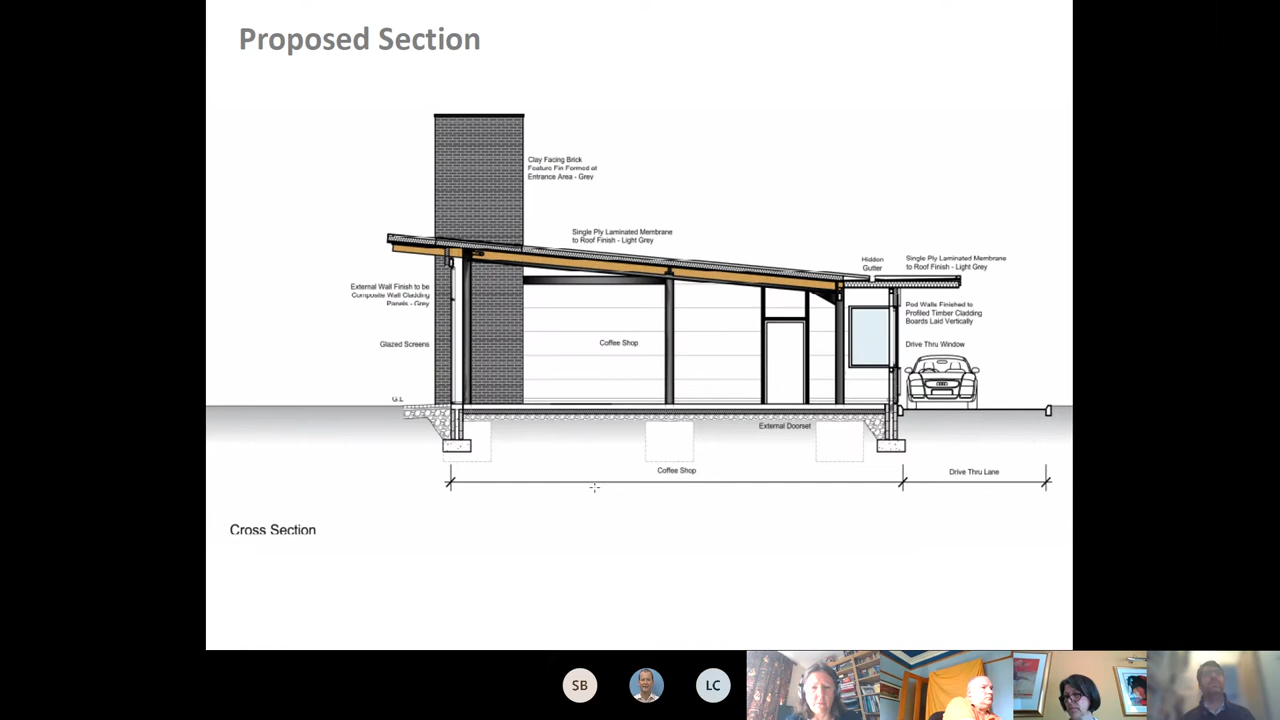 Proposed Section
Clay Facing Brick
Feature Fin Formed at
Entrance Area - Grey
Single Ply Laminated Membrane
to Roof Finish - Light Grey
Hidden
Gutter
Single Ply Laminated Membrane
to Roof Finish - Light Grey
External Wall Finish to be
Composite Wall Cladding
Panels - Grey
Pod Walls Finished to
Profiled Timber Cladding
Boards Laid Vertically
Glazed Screens
Coffee Shop
Drive Thru Window
G.L
External Doorset
Coffee Shop
Drive Thru Lane
Cross Section
SB
LC